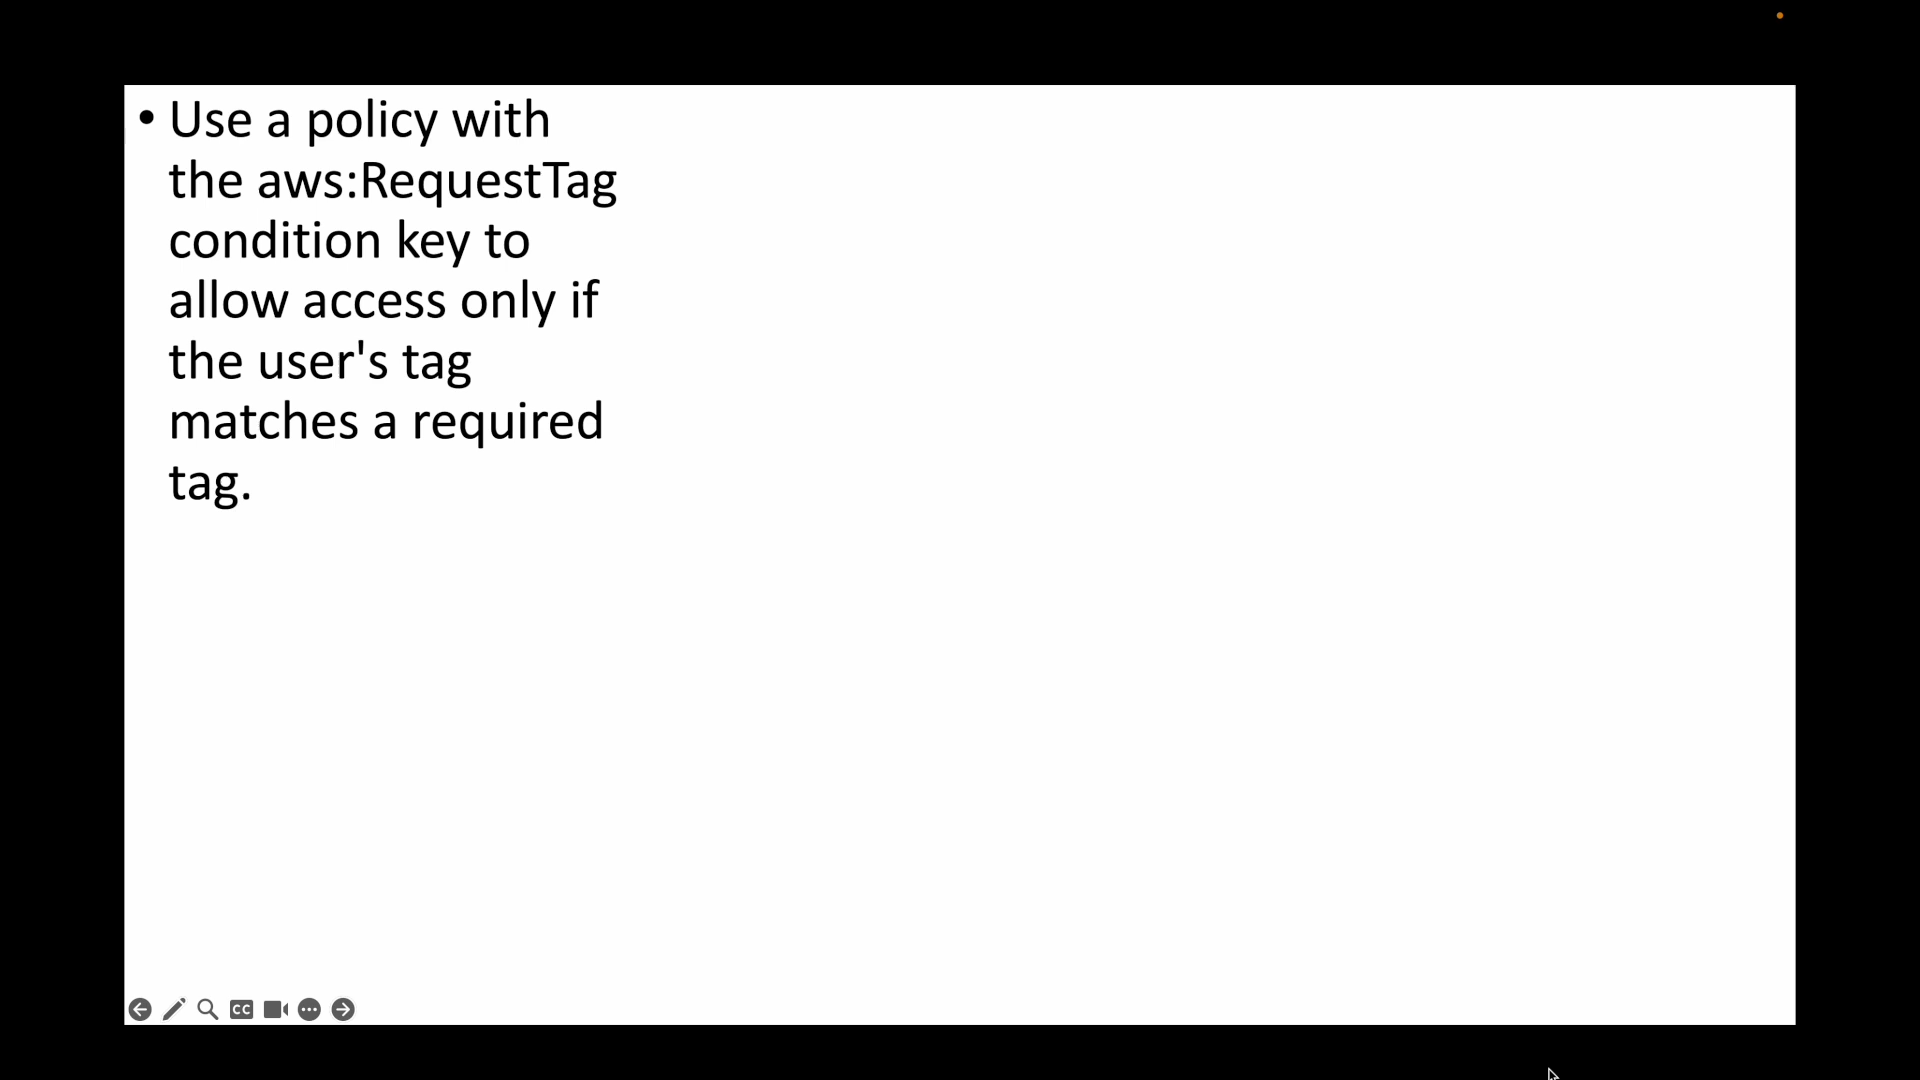 • Use a policy with
the aws:RequestTag
condition key to
allow access only if
the user's tag
matches a required
tag.
CC